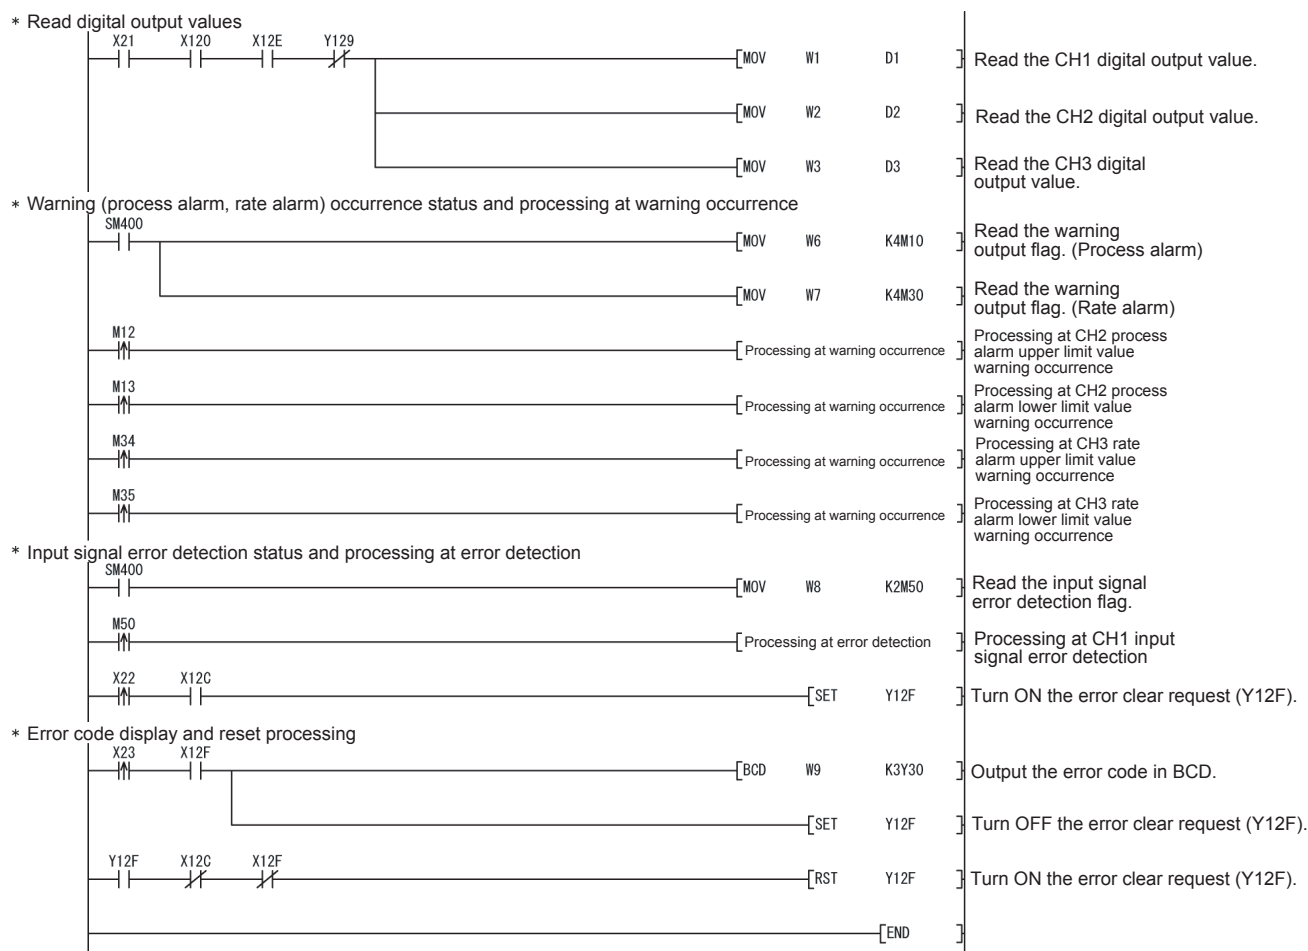 * Read digital output values
X21 X120 X12E Y129
MOV W1 D1 Read the CH1 digital output value.
MOV W2 D2 Read the CH2 digital output value.
MOV W3 D3 Read the CH3 digital
output value.
* Warning (process alarm, rate alarm) occurrence status and processing at warning occurrence
SM400
MOV W6 K4M10 Read the warning
output flag. (Process alarm)
MOV W7 K4M30 Read the warning
output flag. (Rate alarm)
M12
Processing at warning occurrence Processing at CH2 process
alarm upper limit value
warning occurrence
M13
Processing at warning occurrence Processing at CH2 process
alarm lower limit value
warning occurrence
M34
Processing at warning occurrence Processing at CH3 rate
alarm upper limit value
warning occurrence
M35
Processing at warning occurrence Processing at CH3 rate
alarm lower limit value
warning occurrence
* Input signal error detection status and processing at error detection
SM400
MOV W8 K2M50 Read the input signal
error detection flag.
M50
Processing at error detection Processing at CH1 input
signal error detection
X22 X12C
SET Y12F Turn ON the error clear request (Y12F).
* Error code display and reset processing
X23 X12F
BCD W9 K3Y30 Output the error code in BCD.
SET Y12F Turn OFF the error clear request (Y12F).
Y12F X12C X12F
RST Y12F Turn ON the error clear request (Y12F).
END